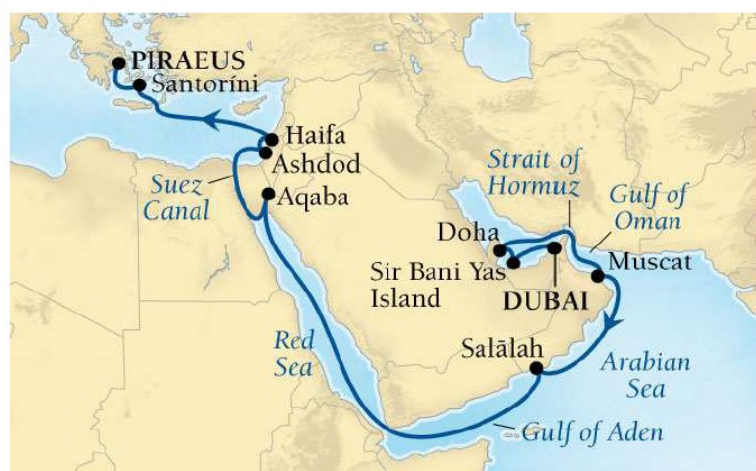 PIRAEUS
Santoríni
Haifa
Ashdod
Suez
Canal
Aqaba
Strait of
Hormuz
Gulf of
Oman
Doha
Sir Bani Yas
Island
DUBAI
Muscat
Red
Sea
Salālah
Arabian
Sea
Gulf of Aden